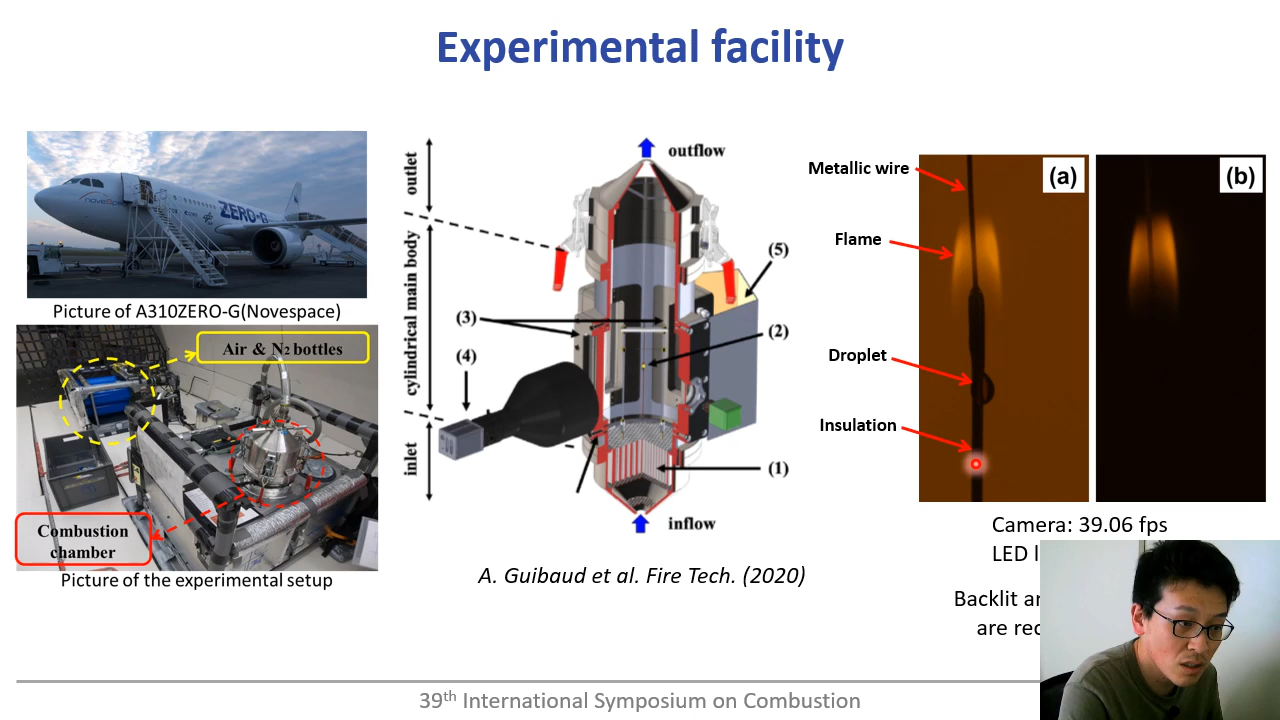 Experimental facility
ZERO-G
Picture of A310ZERO-G(Novespace)
Air & N2 bottles
Combustion
chamber
Picture of the experimental setup
outlet
cylindrical main body
inlet
outflow
(5)
(3)
(2)
(4)
(1)
inflow
A. Guibaud et al. Fire Tech. (2020)
Metallic wire
Flame
Droplet
Insulation
(a)
(b)
Camera: 39.06 fps
LED
Backlit
are
39th International Symposium on Combustion